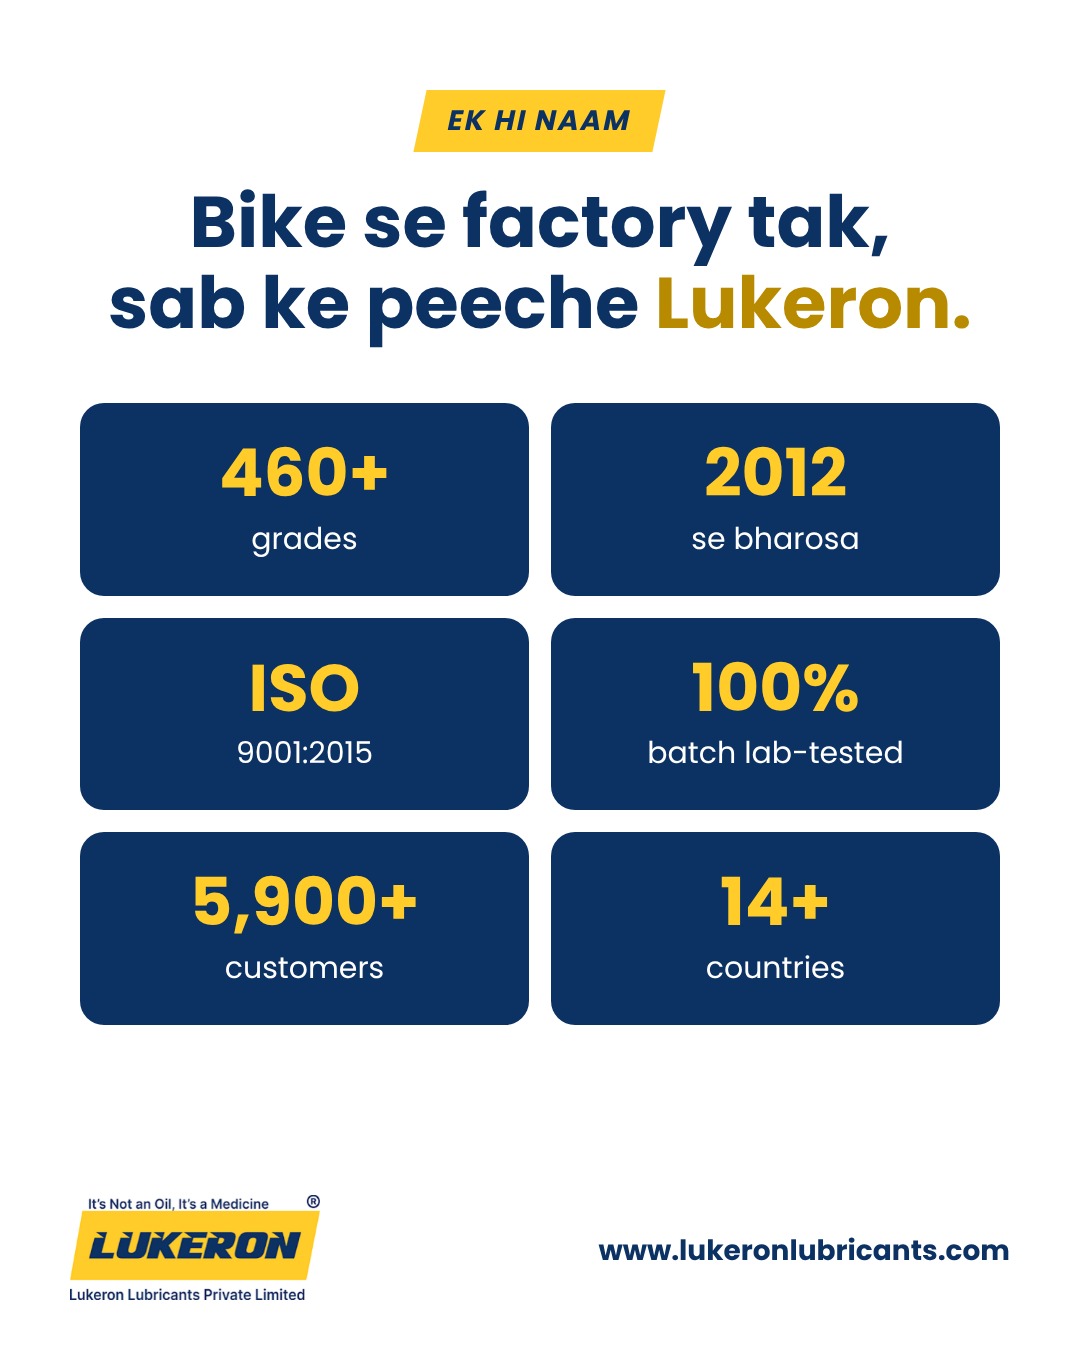 EK HI NAAM
Bike se factory tak,
sab ke peeche Lukeron.
460+
grades
2012
se bharosa
ISO
9001:2015
100%
batch lab-tested
5,900+
customers
14+
countries
It's Not an Oil, It's a Medicine ®
LUKERON
Lukeron Lubricants Private Limited
www.lukeronlubricants.com